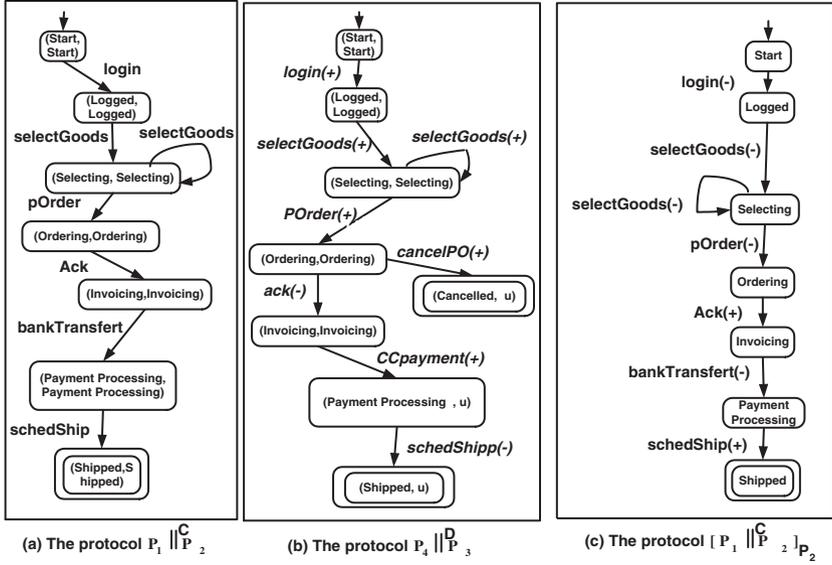 (Start,
Start)
login
(Logged,
Logged)
selectGoods
selectGoods
(Selecting, Selecting)
pOrder
(Ordering,Ordering)
Ack
(Invoicing,Invoicing)
bankTransfert
(Payment Processing,
Payment Processing)
schedShip
(Shipped,S
hipped)
(a) The protocol P1 ||C P2
(Start,
Start)
login(+)
(Logged,
Logged)
selectGoods(+)
selectGoods(+)
(Selecting, Selecting)
POrder(+)
(Ordering,Ordering)
cancelPO(+)
(Cancelled, u)
ack(-)
(Invoicing,Invoicing)
CCpayment(+)
(Payment Processing , u)
schedShipp(-)
(Shipped, u)
(b) The protocol P4 ||D P3
Start
login(-)
Logged
selectGoods(-)
selectGoods(-)
Selecting
pOrder(-)
Ordering
Ack(+)
Invoicing
bankTransfert(-)
Payment
Processing
schedShip(+)
Shipped
(c) The protocol [ P1 ||C P2 ]P2